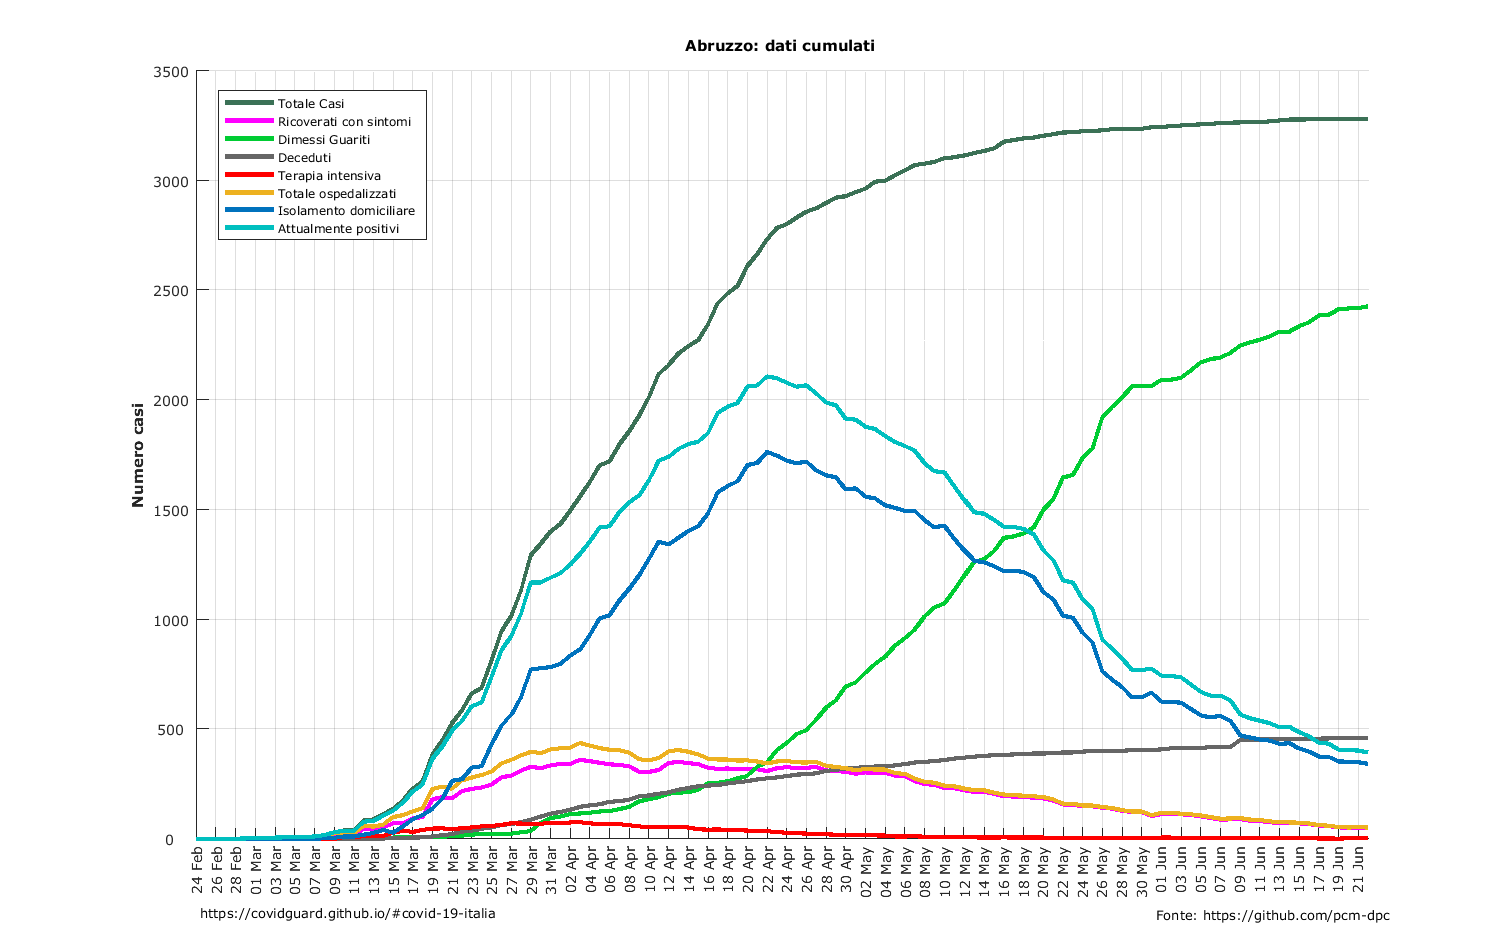 Abruzzo: dati cumulati
3500
3000
2500
2000
1500
1000
500
0
Numero casi
Totale Casi
Ricoverati con sintomi
Dimessi Guariti
Deceduti
Terapia intensiva
Totale ospedalizzati
Isolamento domiciliare
Attualmente positivi
24 Feb
26 Feb
28 Feb
01 Mar
03 Mar
05 Mar
07 Mar
09 Mar
11 Mar
13 Mar
15 Mar
17 Mar
19 Mar
21 Mar
23 Mar
25 Mar
27 Mar
29 Mar
31 Mar
02 Apr
04 Apr
06 Apr
08 Apr
10 Apr
12 Apr
14 Apr
16 Apr
18 Apr
20 Apr
22 Apr
24 Apr
26 Apr
28 Apr
30 Apr
02 May
04 May
06 May
08 May
10 May
12 May
14 May
16 May
18 May
20 May
22 May
24 May
26 May
28 May
30 May
01 Jun
03 Jun
05 Jun
07 Jun
09 Jun
11 Jun
13 Jun
15 Jun
17 Jun
19 Jun
21 Jun
https://covidguard.github.io/#covid-19-italia
Fonte: https://github.com/pcm-dpc